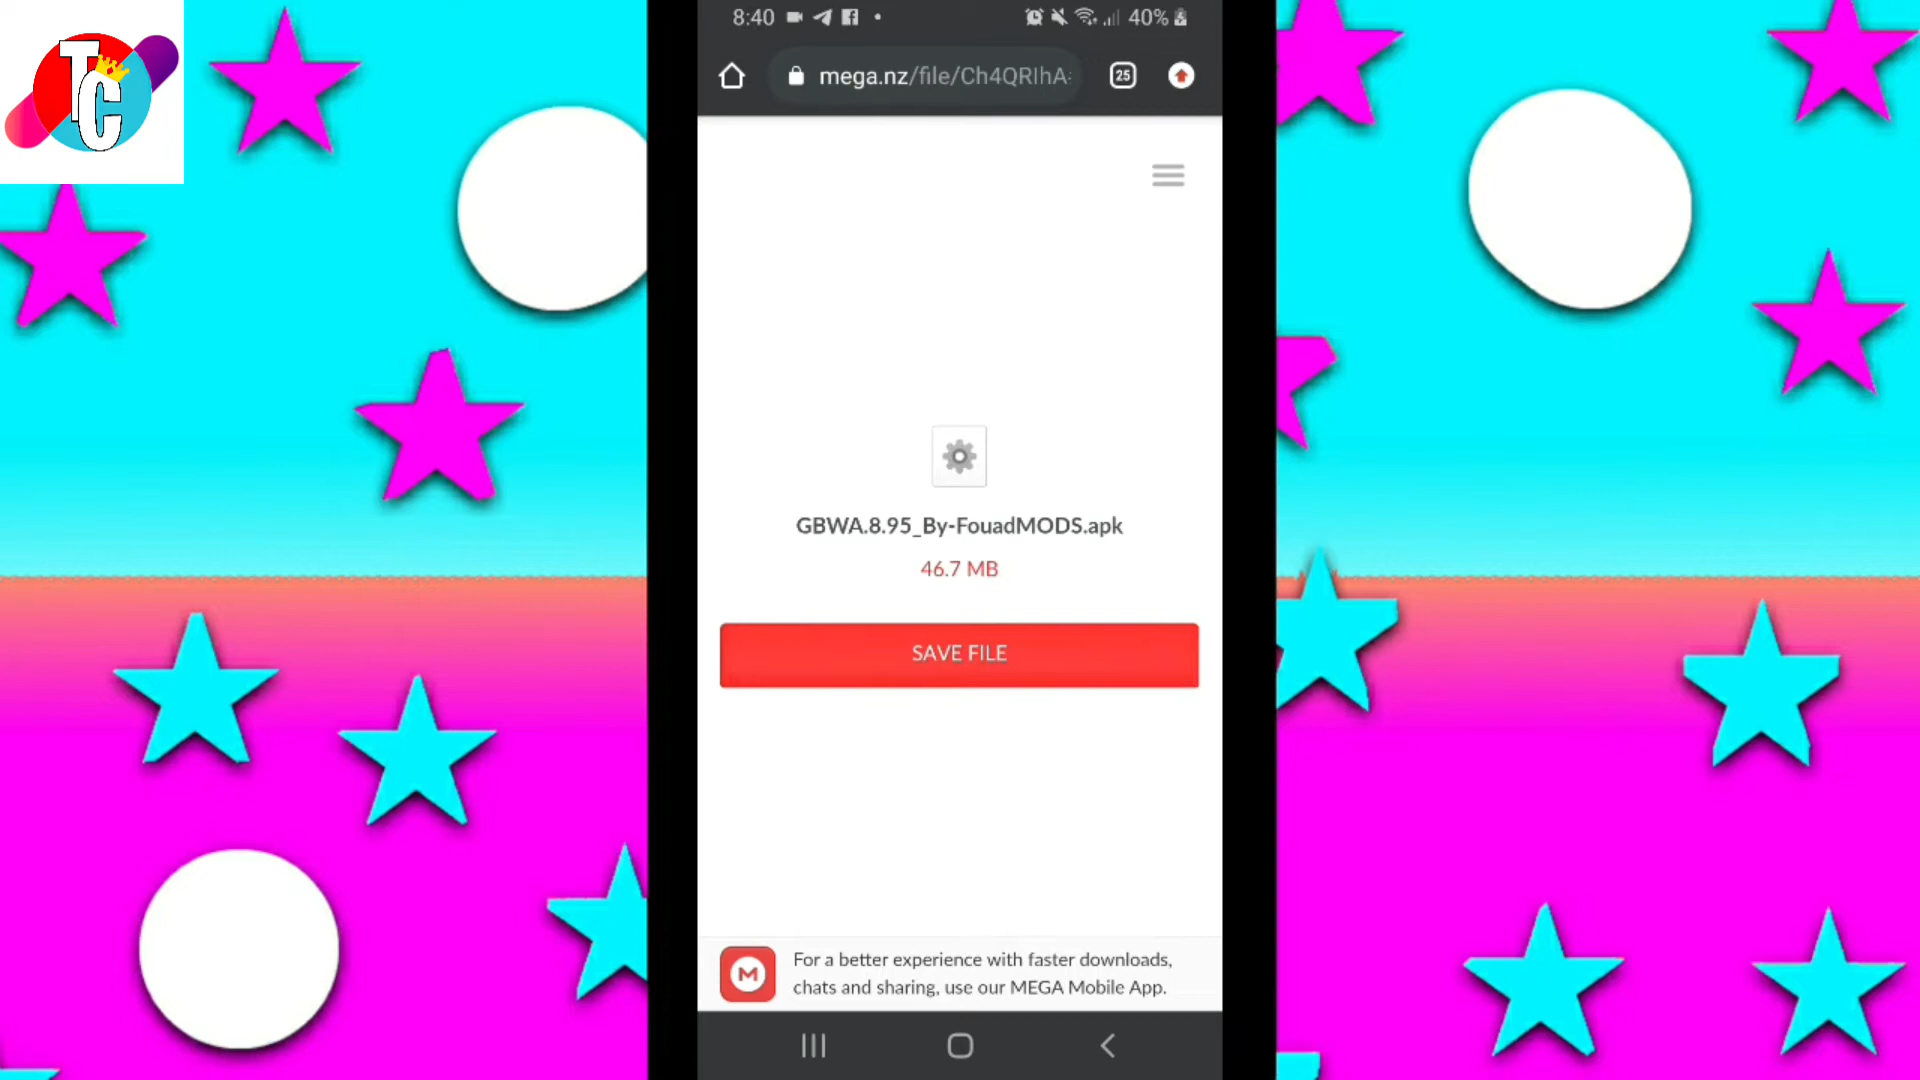 TC
8:40
40%
mega.nz/file/Ch4QRIhA
25
GBWA.8.95_By-FouadMODS.apk
46.7 MB
SAVE FILE
M
For a better experience with faster downloads,
chats and sharing, use our MEGA Mobile App.